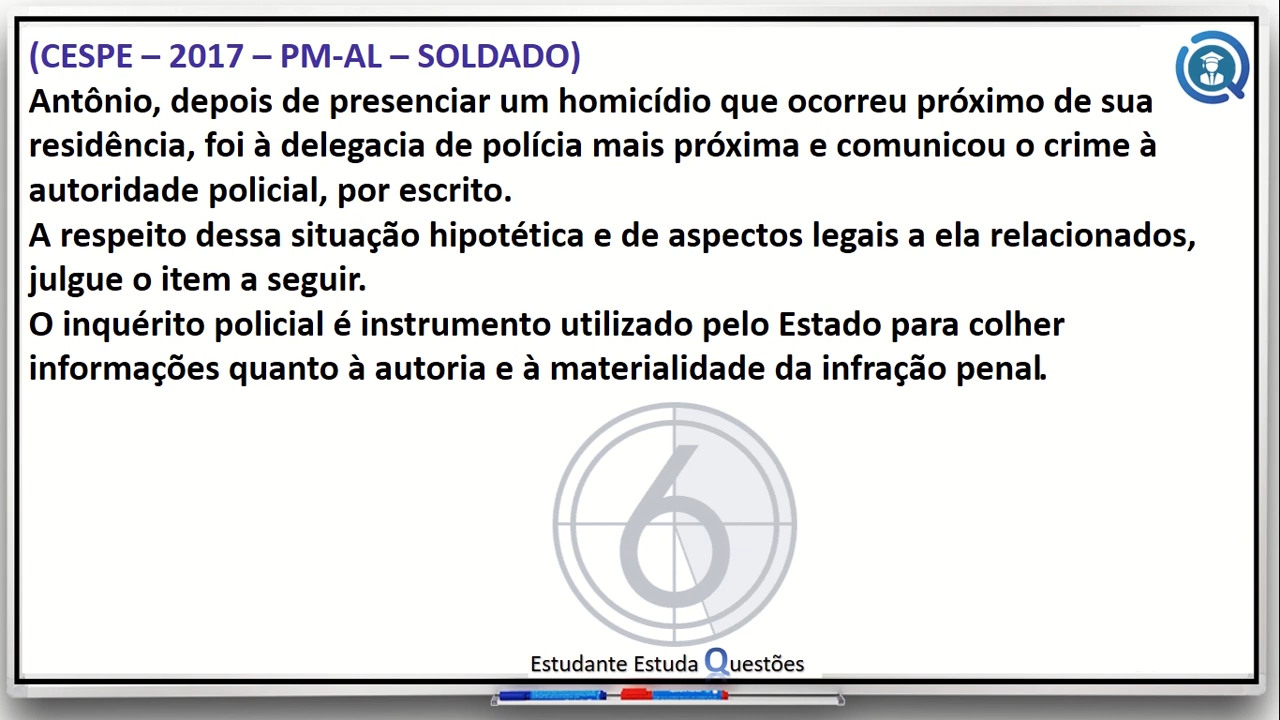 (CESPE – 2017 – PM-AL – SOLDADO)
Antônio, depois de presenciar um homicídio que ocorreu próximo de sua
residência, foi à delegacia de polícia mais próxima e comunicou o crime à
autoridade policial, por escrito.
A respeito dessa situação hipotética e de aspectos legais a ela relacionados,
julgue o item a seguir.
O inquérito policial é instrumento utilizado pelo Estado para colher
informações quanto à autoria e à materialidade da infração penal.
6
Estudante Estuda Questões